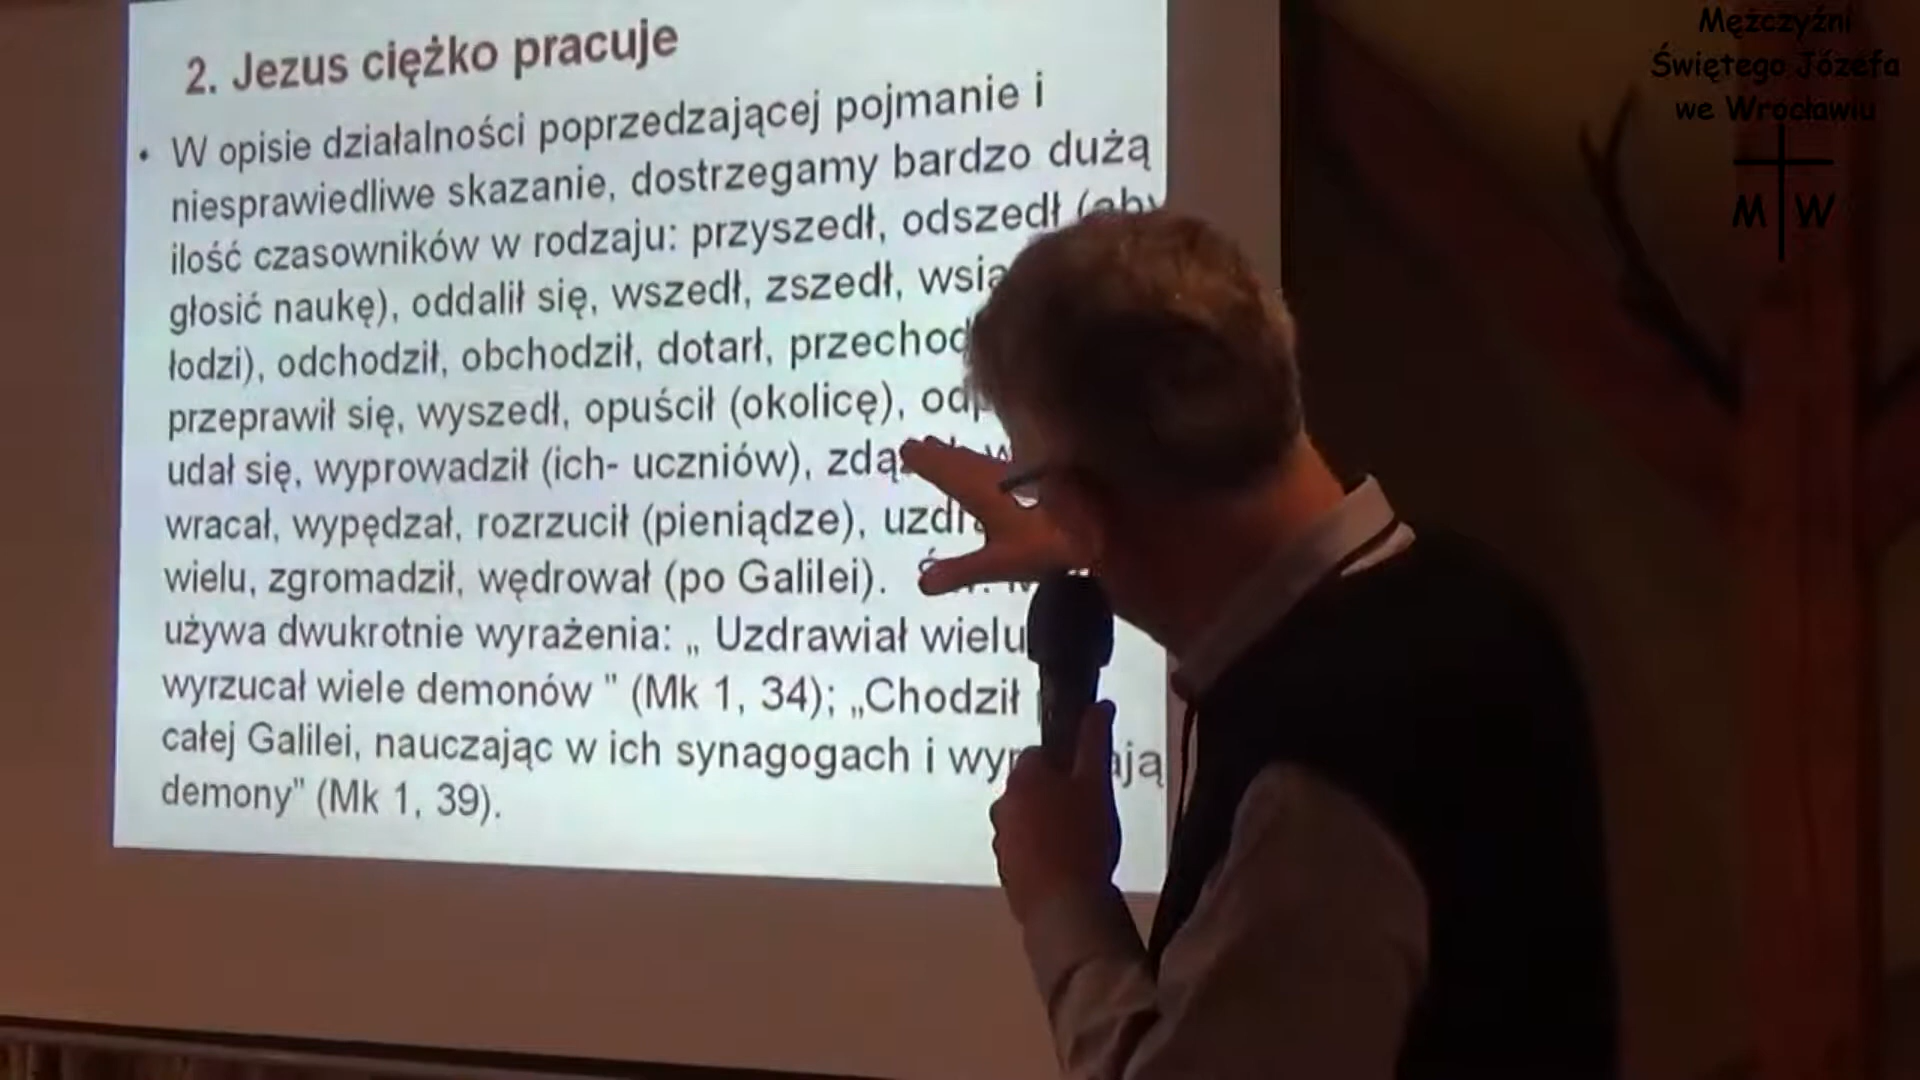 2. Jezus ciężko pracuje
• W opisie działalności poprzedzającej pojmanie i
niesprawiedliwe skazanie, dostrzegamy bardzo dużą
ilość czasowników w rodzaju: przyszedł, odszedł (aby
głosić naukę), oddalił się, wszedł, zszedł,
łodzi), odchodził, obchodził, dotarł,
przeprawił się, wyszedł, opuścił (okolicę),
udał się, wyprowadził (ich- uczniów),
wracał, wypędzał, rozrzucił (pieniądze),
wielu, zgromadził, wędrował (po Galilei).
używa dwukrotnie wyrażenia: „ Uzdrawiał wielu
wyrzucał wiele demonów " (Mk 1, 34); „Chodził
całej Galilei, nauczając w ich synagogach i
demony" (Mk 1, 39).
Mężczyźni
Świętego Józefa
we Wrocławiu
M W